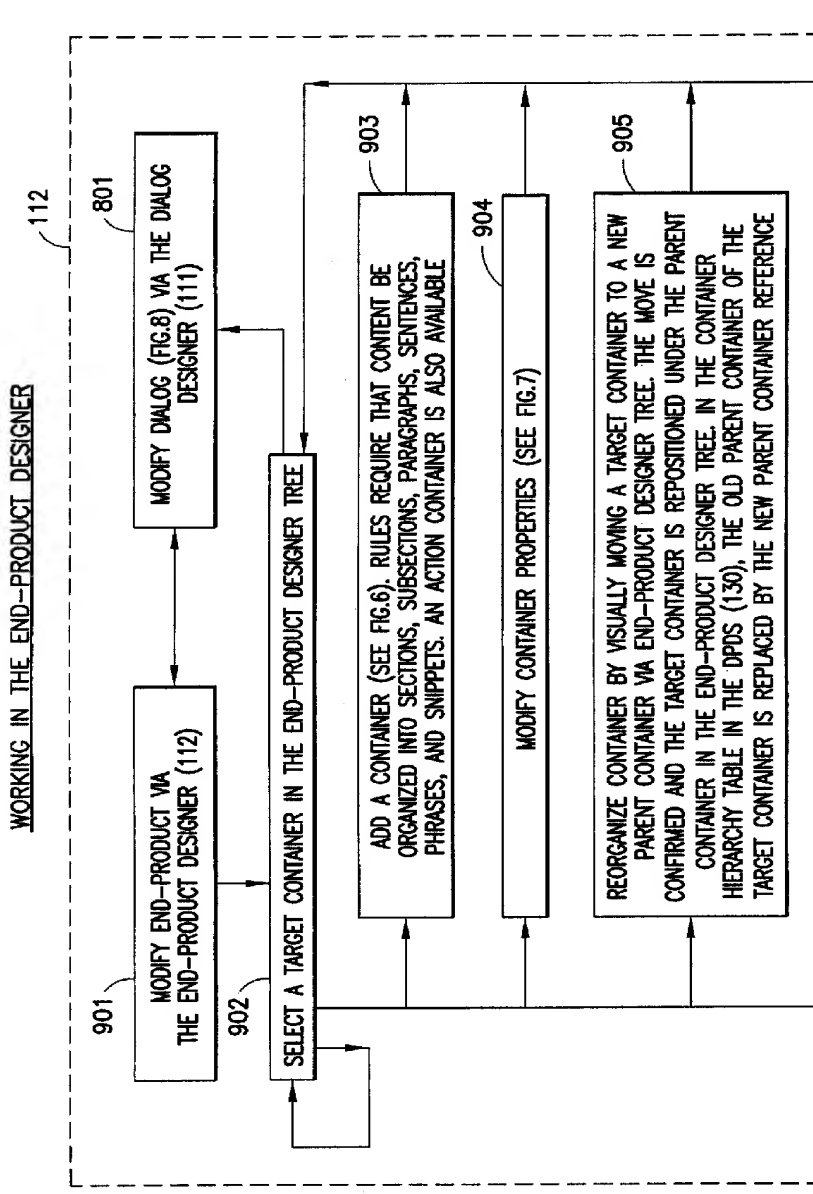 WORKING IN THE END–PRODUCT DESIGNER
112
901
MODIFY END–PRODUCT VIA
THE END–PRODUCT DESIGNER (112)
801
MODIFY DIALOG (FIG.8) VIA THE DIALOG
DESIGNER (111)
902
SELECT A TARGET CONTAINER IN THE END–PRODUCT DESIGNER TREE
903
ADD A CONTAINER (SEE FIG.6). RULES REQUIRE THAT CONTENT BE
ORGANIZED INTO SECTIONS, SUBSECTIONS, PARAGRAPHS, SENTENCES,
PHRASES, AND SNIPPETS. AN ACTION CONTAINER IS ALSO AVAILABLE
904
MODIFY CONTAINER PROPERTIES (SEE FIG.7)
905
REORGANIZE CONTAINER BY VISUALLY MOVING A TARGET CONTAINER TO A NEW
PARENT CONTAINER VIA END–PRODUCT DESIGNER TREE. THE MOVE IS
CONFIRMED AND THE TARGET CONTAINER IS REPOSITIONED UNDER THE PARENT
CONTAINER IN THE END–PRODUCT DESIGNER TREE. IN THE CONTAINER
HIERARCHY TABLE IN THE DPDS (130), THE OLD PARENT CONTAINER OF THE
TARGET CONTAINER IS REPLACED BY THE NEW PARENT CONTAINER REFERENCE